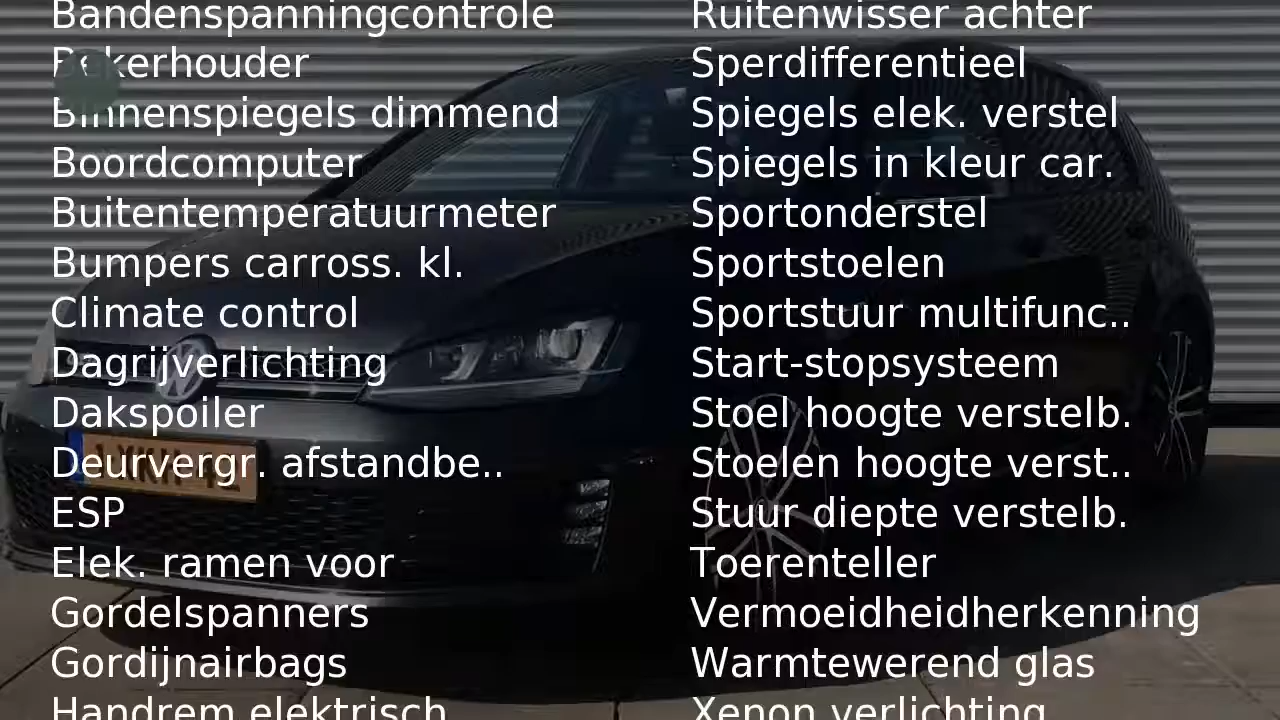 Bandenspanningcontrole
Bekerhouder
Binnenspiegels dimmend
Boordcomputer
Buitentemperatuurmeter
Bumpers carross. kl.
Climate control
Dagrijverlichting
Dakspoiler
Deurvergr. afstandbe..
ESP
Elek. ramen voor
Gordelspanners
Gordijnairbags
Handrem elektrisch
Ruitenwisser achter
Sperdifferentieel
Spiegels elek. verstel
Spiegels in kleur car.
Sportonderstel
Sportstoelen
Sportstuur multifunc..
Start-stopsysteem
Stoel hoogte verstelb.
Stoelen hoogte verst..
Stuur diepte verstelb.
Toerenteller
Vermoeidheidherkenning
Warmtewerend glas
Xenon verlichting